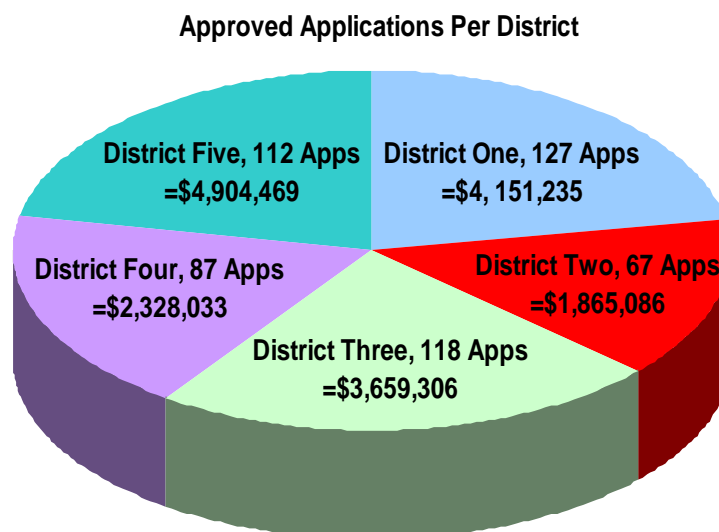 Approved Applications Per District
District Five, 112 Apps
=$4,904,469
District One, 127 Apps
=$4, 151,235
District Two, 67 Apps
=$1,865,086
District Three, 118 Apps
=$3,659,306
District Four, 87 Apps
=$2,328,033